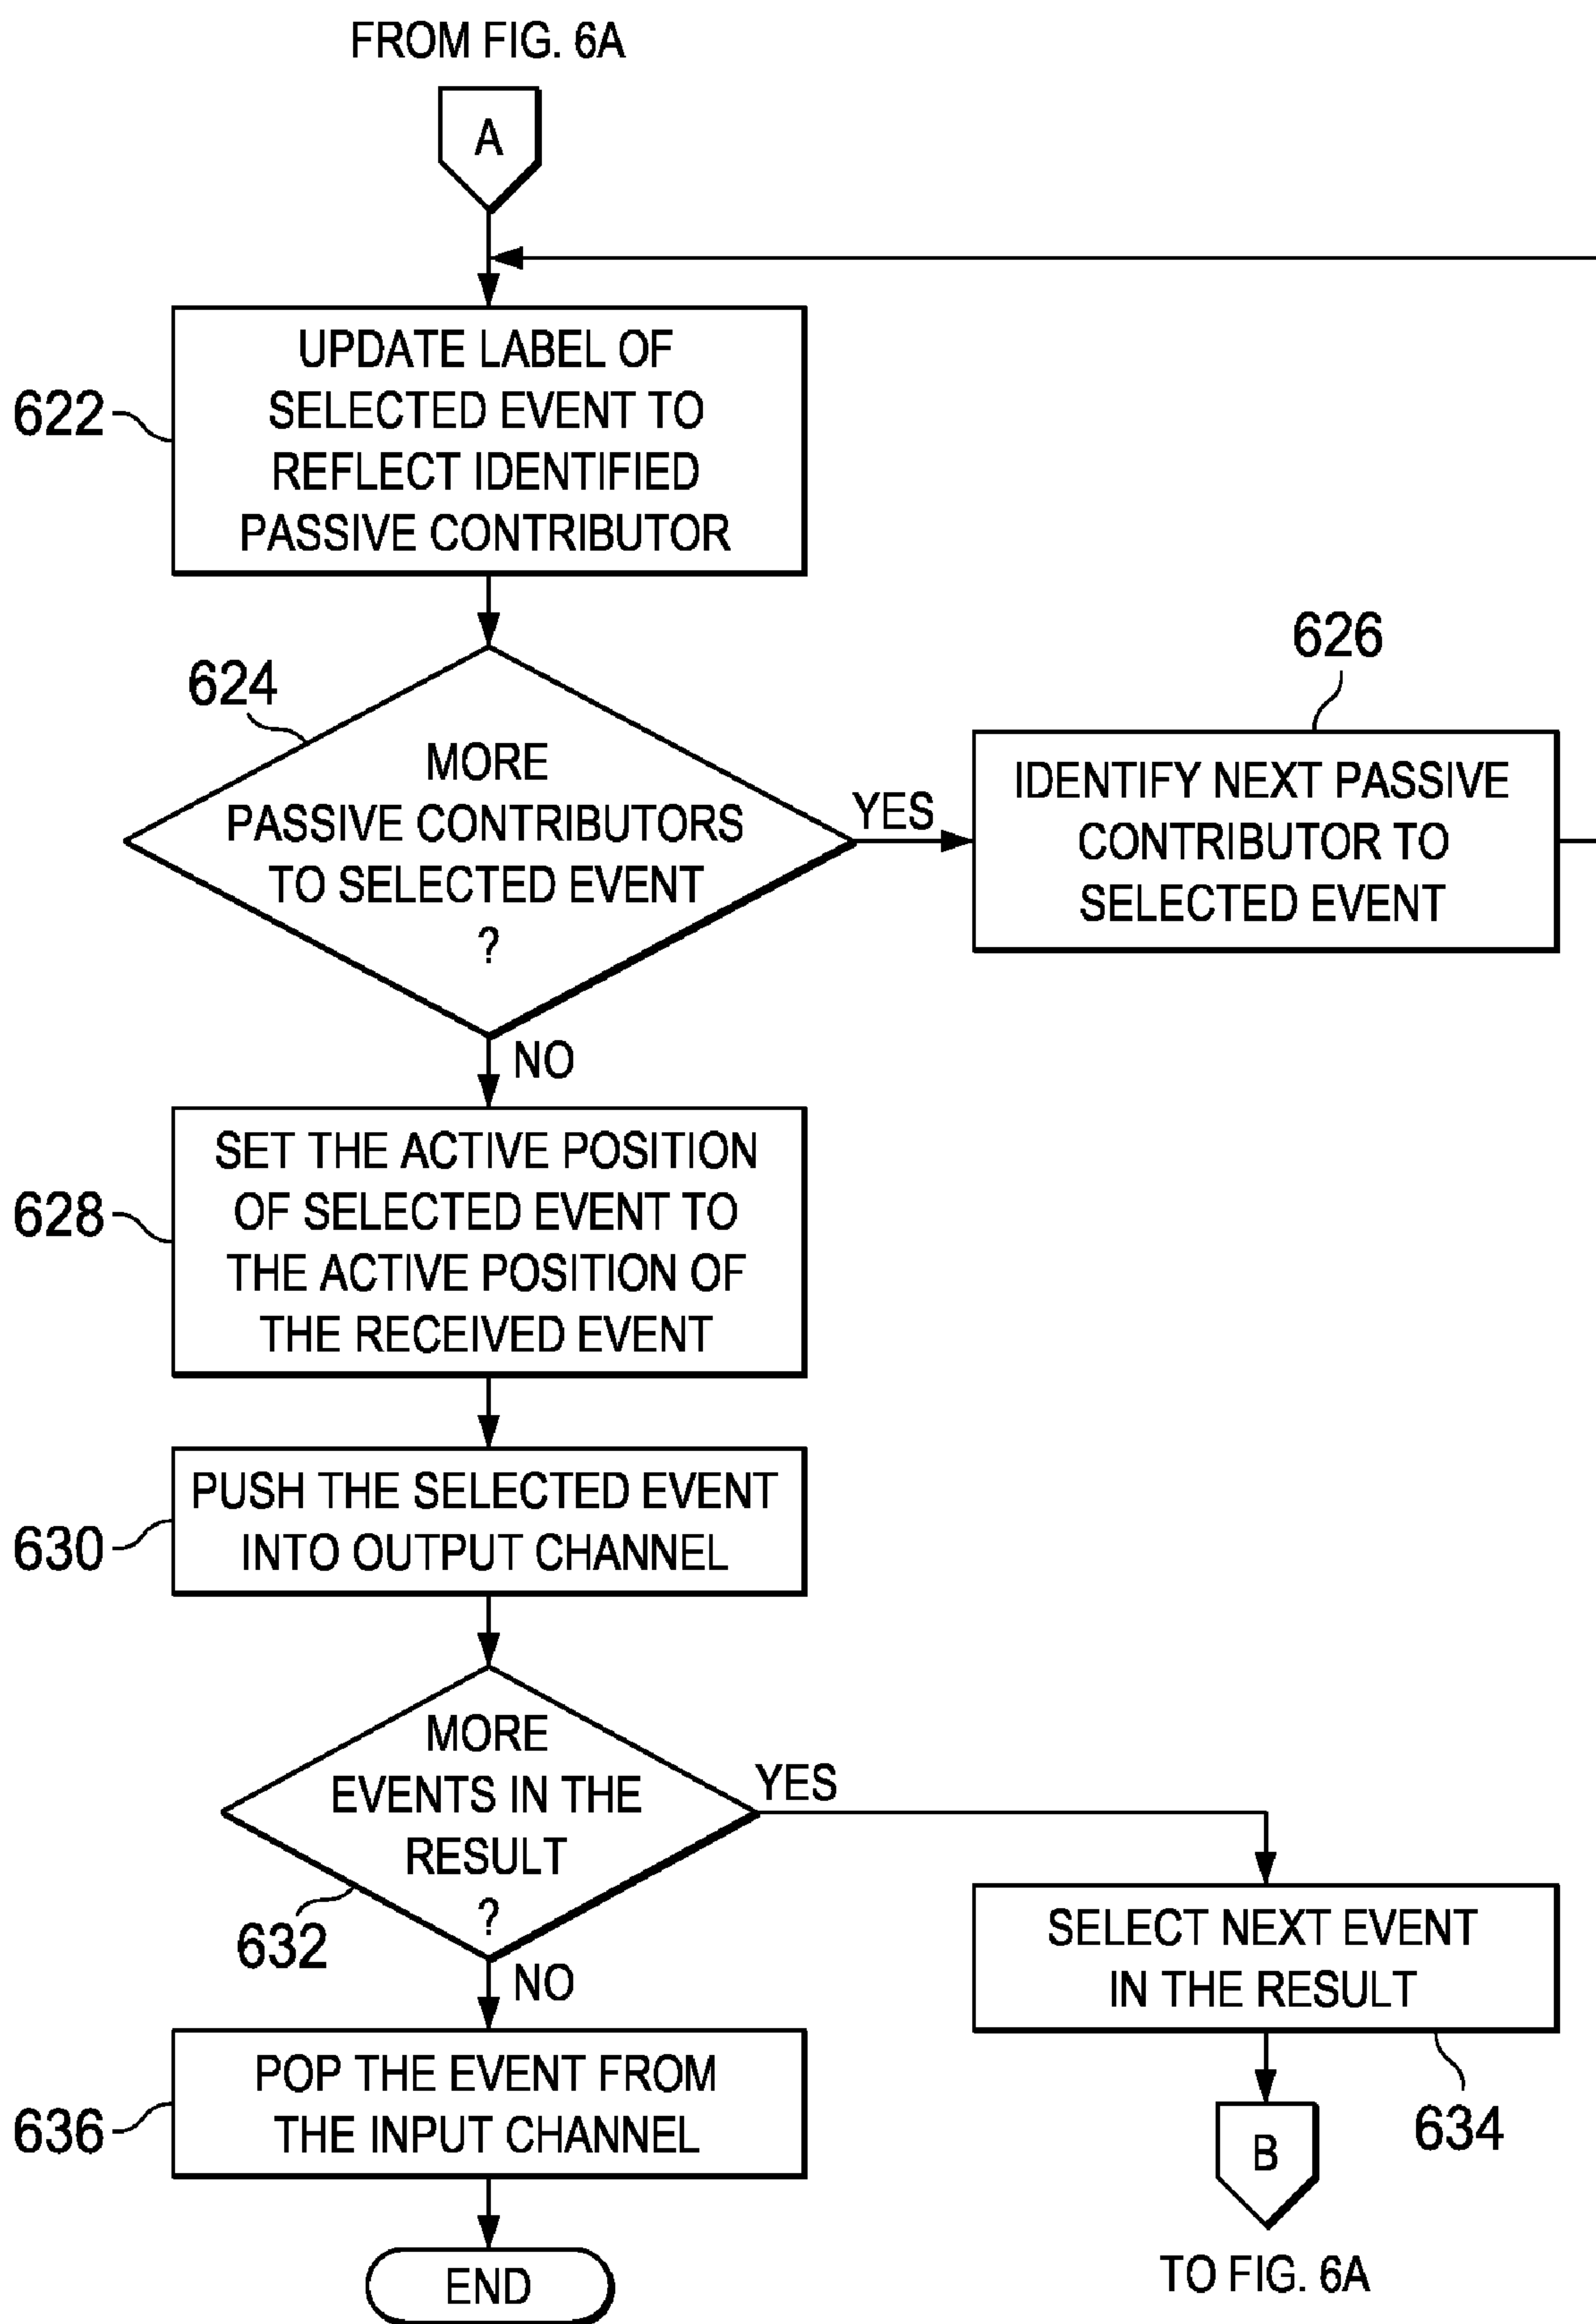 FROM FIG. 6A
A
622
UPDATE LABEL OF
SELECTED EVENT TO
REFLECT IDENTIFIED
PASSIVE CONTRIBUTOR
624
MORE
PASSIVE CONTRIBUTORS
TO SELECTED EVENT
?
YES
626
IDENTIFY NEXT PASSIVE
CONTRIBUTOR TO
SELECTED EVENT
NO
628
SET THE ACTIVE POSITION
OF SELECTED EVENT TO
THE ACTIVE POSITION OF
THE RECEIVED EVENT
630
PUSH THE SELECTED EVENT
INTO OUTPUT CHANNEL
MORE
EVENTS IN THE
RESULT
?
632
YES
SELECT NEXT EVENT
IN THE RESULT
634
NO
636
POP THE EVENT FROM
THE INPUT CHANNEL
B
TO FIG. 6A
END